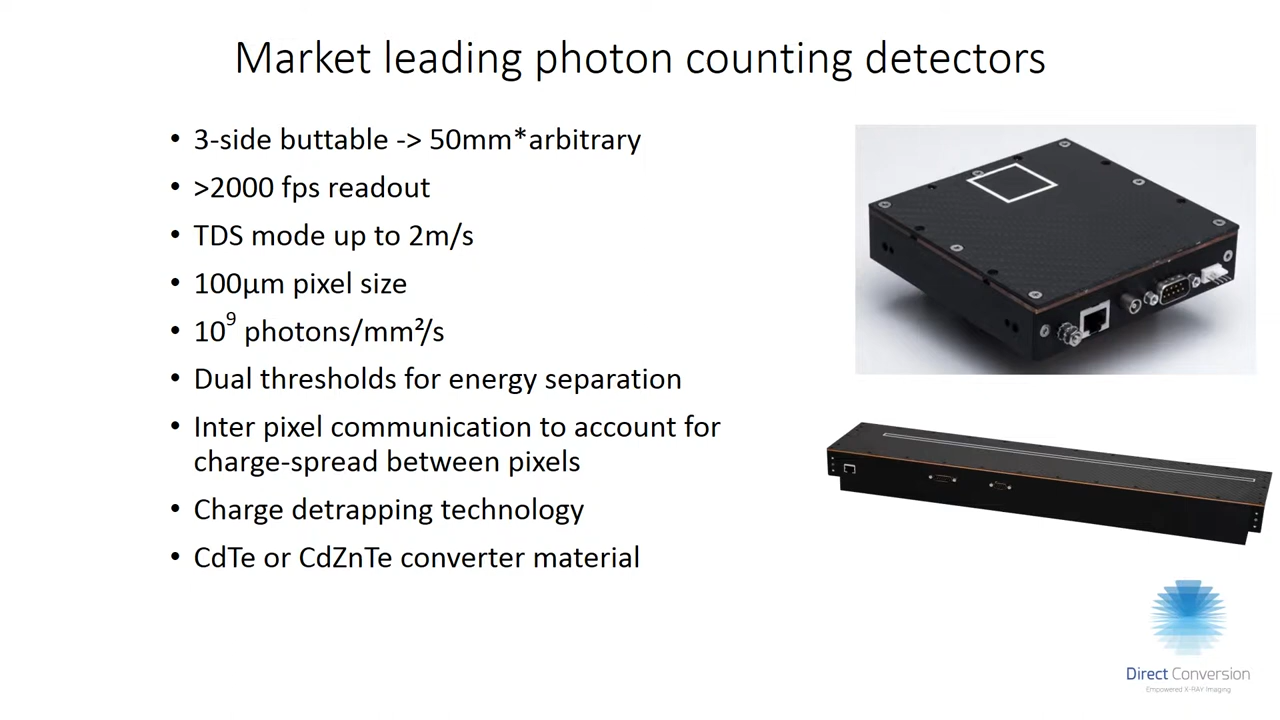 Market leading photon counting detectors
• 3-side buttable -> 50mm*arbitrary
• >2000 fps readout
• TDS mode up to 2m/s
• 100µm pixel size
• 10⁹ photons/mm²/s
• Dual thresholds for energy separation
• Inter pixel communication to account for
charge-spread between pixels
• Charge detrapping technology
• CdTe or CdZnTe converter material
Direct Conversion
Empowered X-RAY Imaging